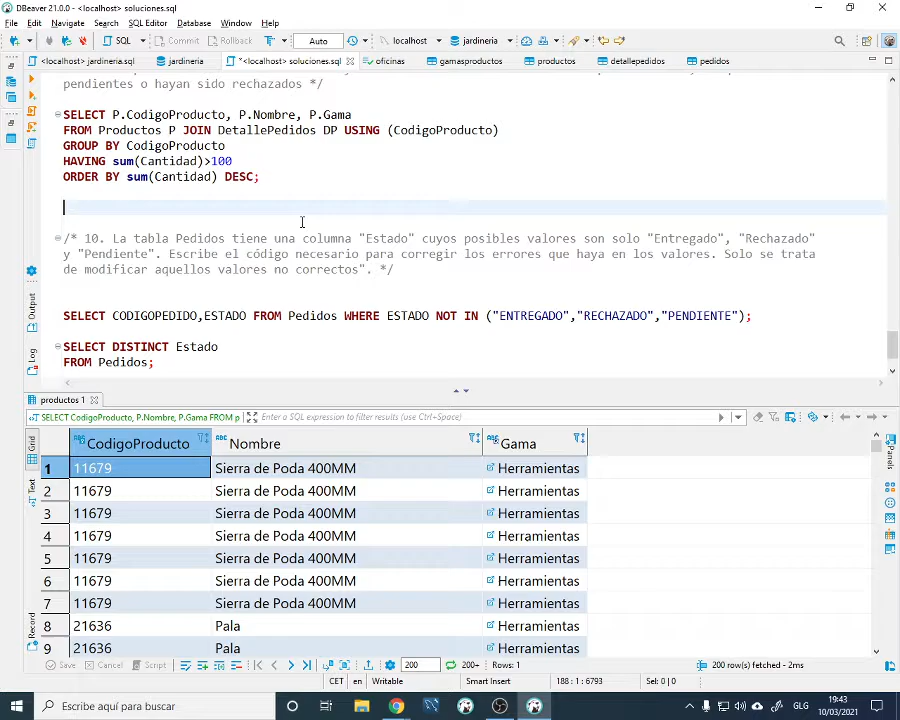 DBeaver 21.0.0 - <localhost> soluciones.sql
File Edit Navigate Search SQL Editor Database Window Help
SQL Commit Rollback Auto localhost jardineria
<localhost> jardineria.sql jardineria *<localhost> soluciones.sql oficinas gamasproductos productos detallepedidos pedidos
pendientes o hayan sido rechazados */
SELECT P.CodigoProducto, P.Nombre, P.Gama
FROM Productos P JOIN DetallePedidos DP USING (CodigoProducto)
GROUP BY CodigoProducto
HAVING sum(Cantidad)>100
ORDER BY sum(Cantidad) DESC;
/* 10. La tabla Pedidos tiene una columna "Estado" cuyos posibles valores son solo "Entregado", "Rechazado"
y "Pendiente". Escribe el código necesario para corregir los errores que haya en los valores. Solo se trata
de modificar aquellos valores no correctos". */
SELECT CODIGOPEDIDO,ESTADO FROM Pedidos WHERE ESTADO NOT IN ("ENTREGADO","RECHAZADO","PENDIENTE");
SELECT DISTINCT Estado
FROM Pedidos;
Output
Log
productos 1
SELECT CodigoProducto, P.Nombre, P.Gama FROM p Enter a SQL expression to filter results (use Ctrl+Space)
Grid
Text
Record
Panels
CodigoProducto Nombre Gama
1 11679 Sierra de Poda 400MM Herramientas
2 11679 Sierra de Poda 400MM Herramientas
3 11679 Sierra de Poda 400MM Herramientas
4 11679 Sierra de Poda 400MM Herramientas
5 11679 Sierra de Poda 400MM Herramientas
6 11679 Sierra de Poda 400MM Herramientas
7 11679 Sierra de Poda 400MM Herramientas
8 21636 Pala Herramientas
9 21636 Pala Herramientas
Save Cancel Script 200 200+ Rows: 1 200 row(s) fetched - 2ms
CET en Writable Smart Insert 188 : 1 : 6793 Sel: 0 | 0
Escribe aquí para buscar GLG 19:43
10/03/2021